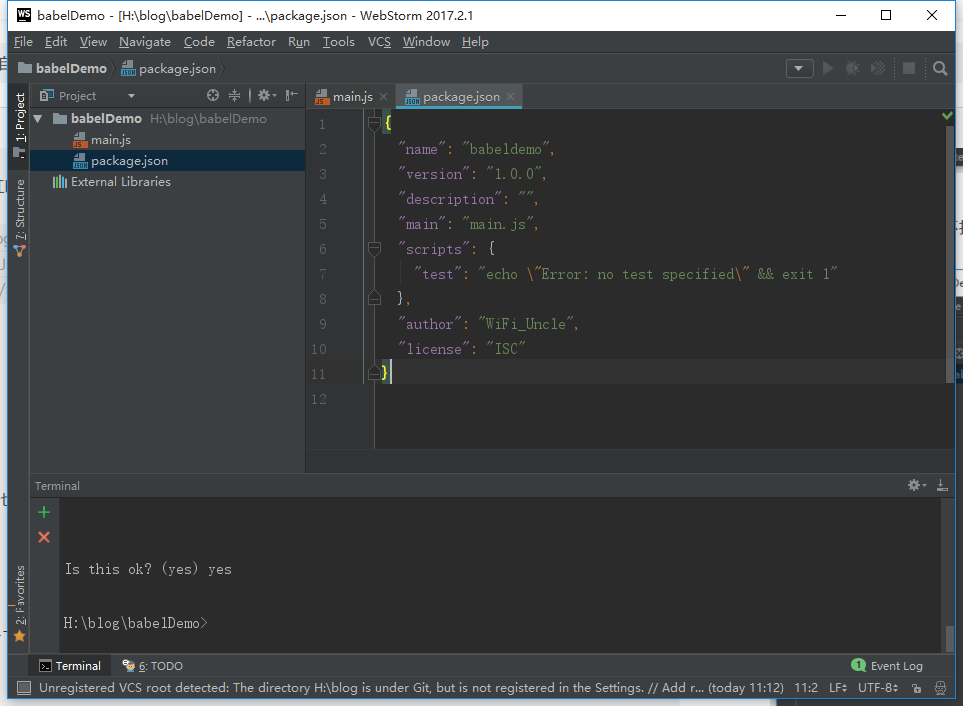 WS babelDemo - [H:\blog\babelDemo] - ...\package.json - WebStorm 2017.2.1
File Edit View Navigate Code Refactor Run Tools VCS Window Help
babelDemo package.json
Project
main.js package.json
1: Project
babelDemo H:\blog\babelDemo
main.js
package.json
External Libraries
7: Structure
1 {
2 "name": "babeldemo",
3 "version": "1.0.0",
4 "description": "",
5 "main": "main.js",
6 "scripts": {
7 "test": "echo \"Error: no test specified\" && exit 1"
8 },
9 "author": "WiFi_Uncle",
10 "license": "ISC"
11 }
12
Terminal
Is this ok? (yes) yes
H:\blog\babelDemo>
2: Favorites
Terminal 6: TODO 1 Event Log
Unregistered VCS root detected: The directory H:\blog is under Git, but is not registered in the Settings. // Add r... (today 11:12) 11:2 LF UTF-8